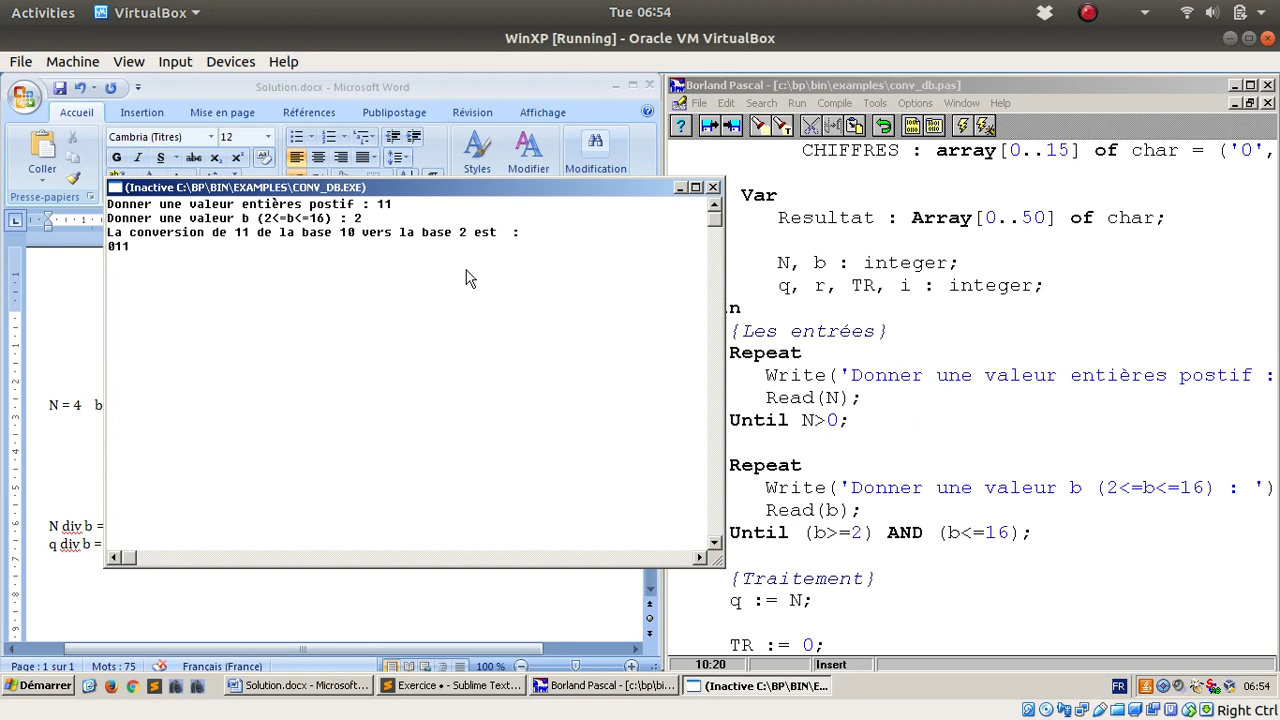 Activities VirtualBox Tue 06:54
WinXP [Running] - Oracle VM VirtualBox
File Machine View Input Devices Help
Solution.docx - Microsoft Word
Accueil Insertion Mise en page Références Publipostage Révision Affichage
Cambria (Titres) 12
Coller G I S abc X₂ X² Styles Modifier Modification
Presse-papiers
(Inactive C:\BP\BIN\EXAMPLES\CONV_DB.EXE)
Donner une valeur entières postif : 11
Donner une valeur b (2<=b<=16) : 2
La conversion de 11 de la base 10 vers la base 2 est :
011
N = 4 b
N div b =
q div b =
Page : 1 sur 1 Mots : 75 Français (France) 100 %
Borland Pascal - [c:\bp\bin\examples\conv_db.pas]
File Edit Search Run Compile Tools Options Window Help
CHIFFRES : array[0..15] of char = ('0',
Var
Resultat : Array[0..50] of char;
N, b : integer;
q, r, TR, i : integer;
n
{Les entrées}
Repeat
Write('Donner une valeur entières postif :
Read(N);
Until N>0;
Repeat
Write('Donner une valeur b (2<=b<=16) : ')
Read(b);
Until (b>=2) AND (b<=16);
{Traitement}
q := N;
TR := 0;
10:20 Insert
Démarrer Solution.docx - Microsof... Exercice • - Sublime Text... Borland Pascal - [c:\bp\bi... (Inactive C:\BP\BIN\E... FR 06:54
Right Ctrl